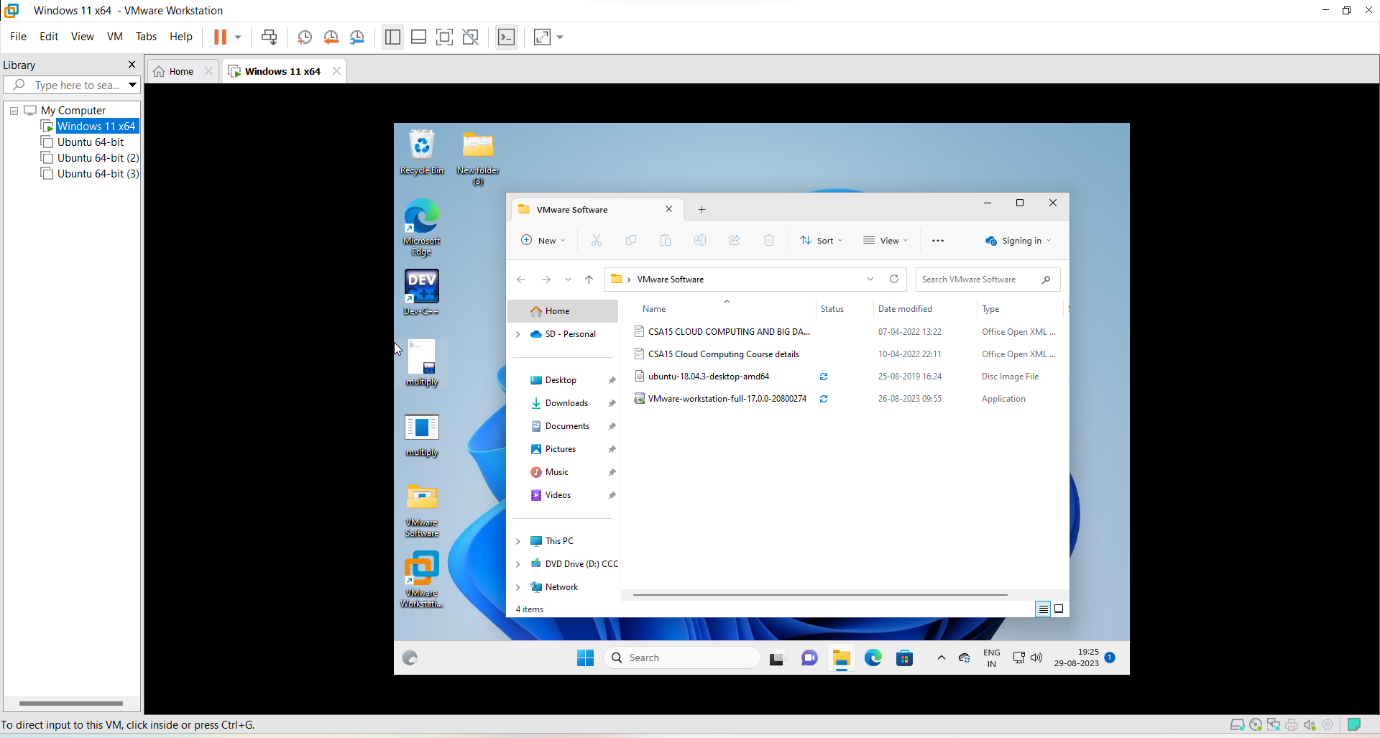 Windows 11 x64 - VMware Workstation
File Edit View VM Tabs Help
Library
Type here to sea...
My Computer
Windows 11 x64
Ubuntu 64-bit
Ubuntu 64-bit (2)
Ubuntu 64-bit (3)
Home
Windows 11 x64
Recycle Bin
New folder
(3)
Microsoft
Edge
DEV
C++
Dev-C++
multiply
multiply
VMware
Software
VMware
Workstati...
VMware Software
New
Sort
View
Signing in
VMware Software
Search VMware Software
Home
SD - Personal
Desktop
Downloads
Documents
Pictures
Music
Videos
This PC
DVD Drive (D:) CCC
Network
Name Status Date modified Type
CSA15 CLOUD COMPUTING AND BIG DA... 07-04-2022 13:22 Office Open XML ...
CSA15 Cloud Computing Course details 10-04-2022 22:11 Office Open XML ...
ubuntu-18.04.3-desktop-amd64 25-08-2019 16:24 Disc Image File
VMware-workstation-full-17.0.0-20800274 26-08-2023 09:55 Application
4 items
Search
ENG
IN
19:25
29-08-2023
1
To direct input to this VM, click inside or press Ctrl+G.